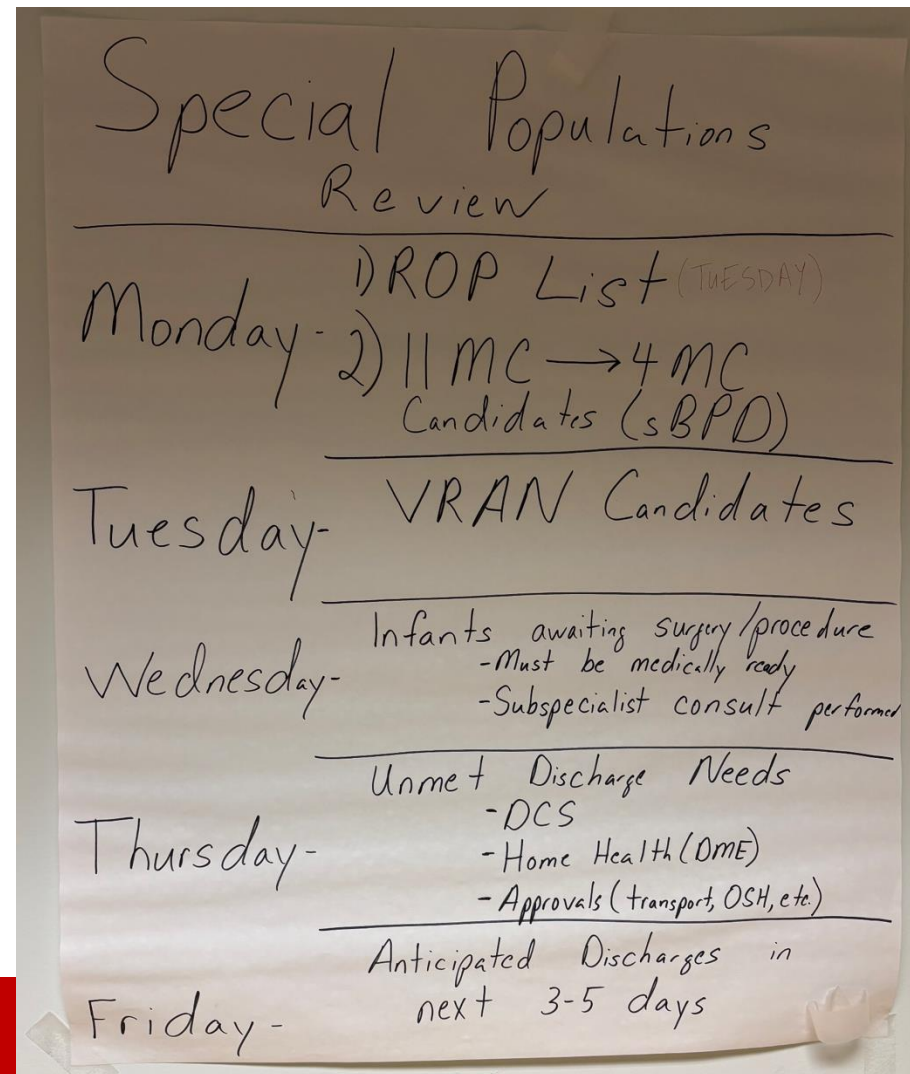 Special Populations
Review
Monday- 1) ROP List (TUESDAY)
2) 11 MC → 4 MC
Candidates (sBPD)
Tuesday- VRAN Candidates
Wednesday- Infants awaiting surgery/procedure
-Must be medically ready
-Subspecialist consult performed
Thursday- Unmet Discharge Needs
-DCS
-Home Health (DME)
-Approvals (transport, OSH, etc.)
Friday- Anticipated Discharges in
next 3-5 days